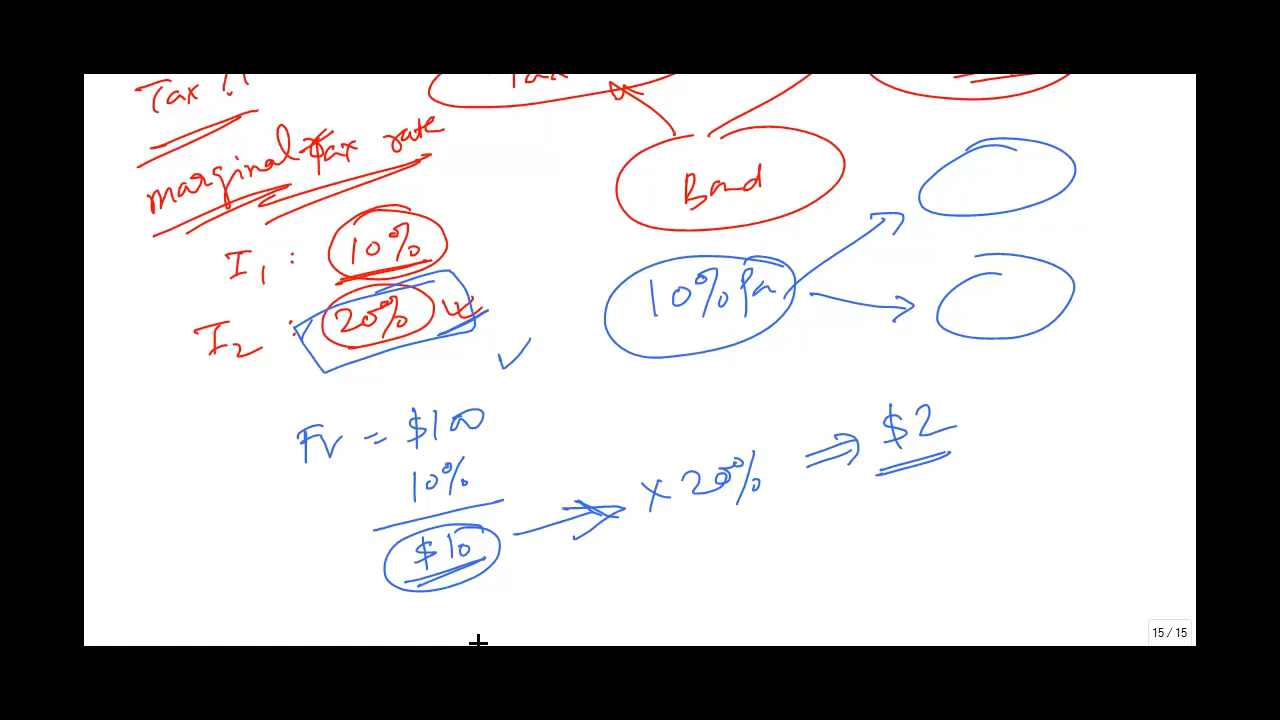 Tax !!
Tax
marginal tax rate
Bond
I1 : 10%
I2 : 20%
10% Pa
FV = $100
10%
$10
x 20%
⇒ $2
15 / 15